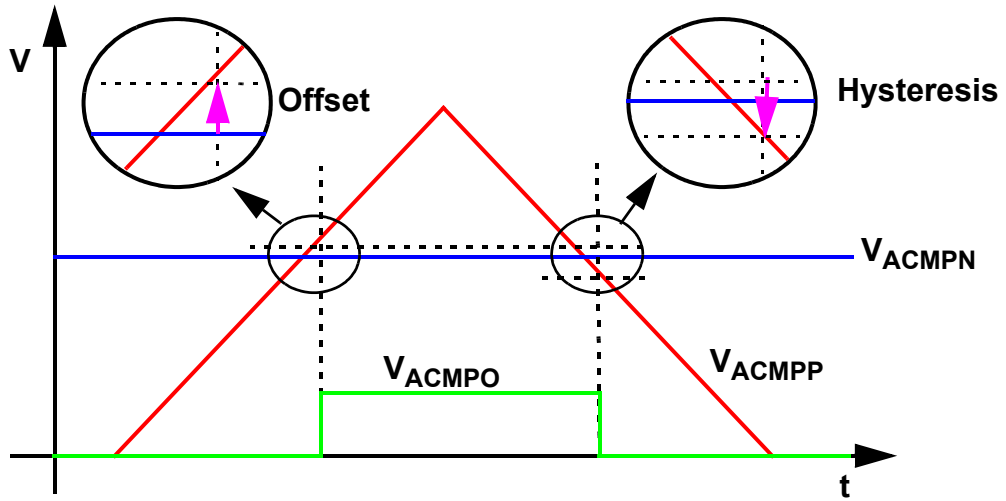 V
Offset
Hysteresis
VACMPN
VACMPO
VACMPP
t